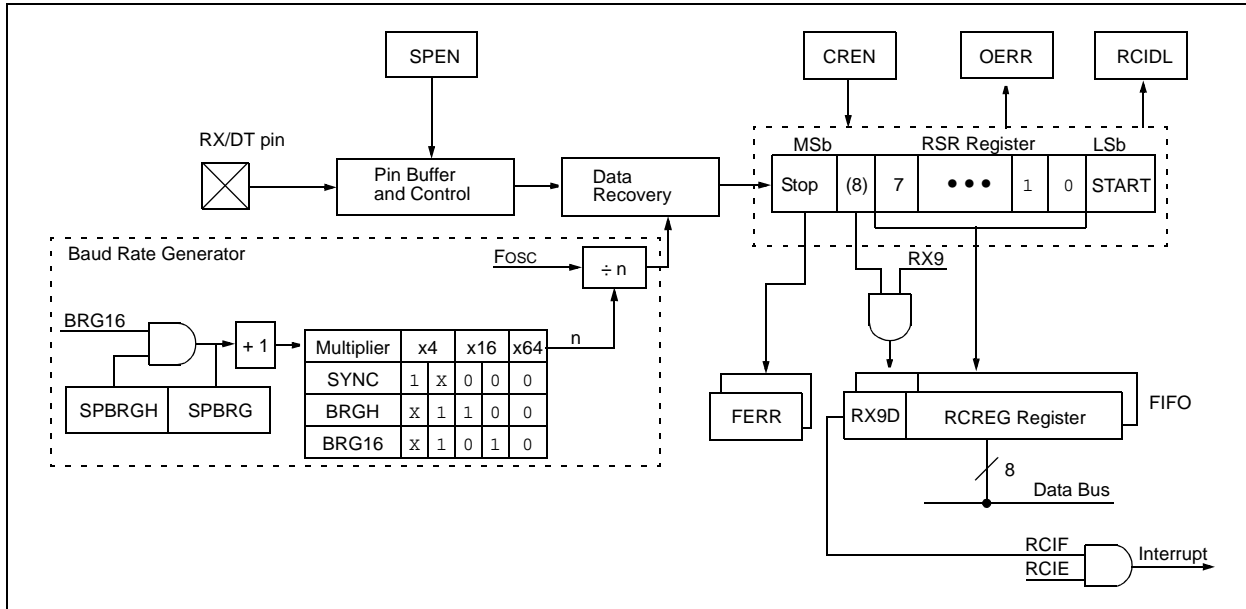 SPEN
CREN
OERR
RCIDL
RX/DT pin
Pin Buffer
and Control
Data
Recovery
MSb
RSR Register
LSb
Stop (8) 7 ••• 1 0 START
Baud Rate Generator
FOSC
÷ n
RX9
BRG16
+ 1
n
Multiplier x4 x16 x64
SYNC 1 X 0 0 0
BRGH X 1 1 0 0
BRG16 X 1 0 1 0
SPBRGH SPBRG
FERR
RX9D
RCREG Register
FIFO
8
Data Bus
RCIF
RCIE
Interrupt